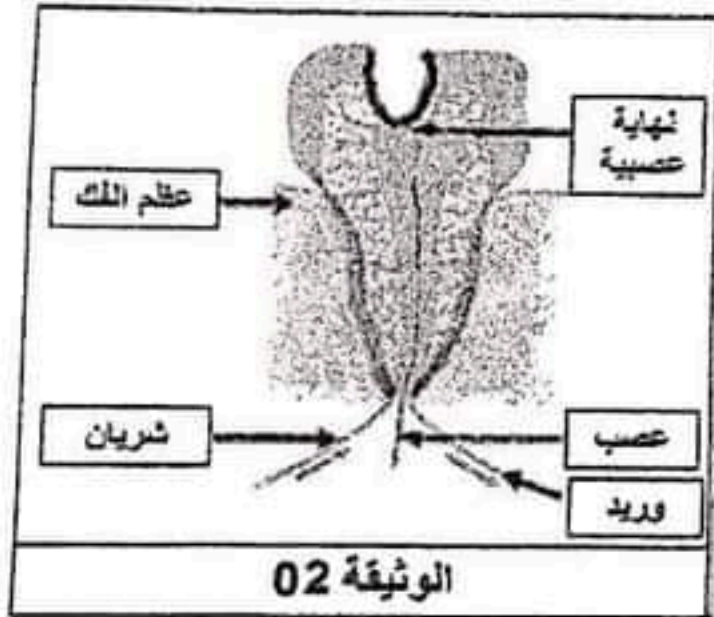 نهاية
عصبية
عظم الفك
شريان
عصب
وريد
الوثيقة 02